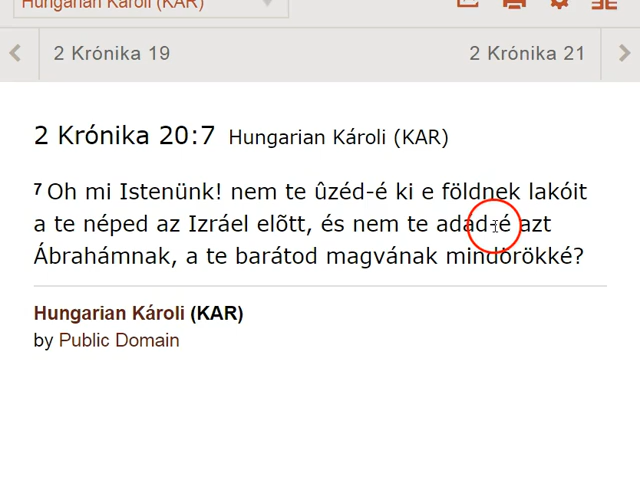 Hungarian Károli (KAR)
2 Krónika 19
2 Krónika 21
2 Krónika 20:7 Hungarian Károli (KAR)
7 Oh mi Istenünk! nem te ûzéd-é ki e földnek lakóit
a te néped az Izráel elõtt, és nem te adád-é azt
Ábrahámnak, a te barátod magvának mindörökké?
Hungarian Károli (KAR)
by Public Domain